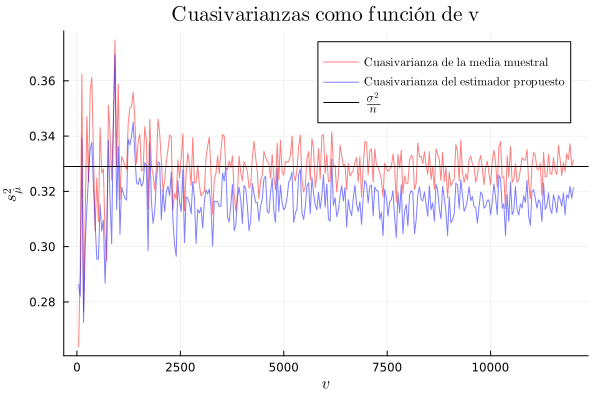 Cuasivarianzas como función de v
Cuasivarianza de la media muestral
Cuasivarianza del estimador propuesto
σ²/n
0.36
0.34
0.32
0.30
0.28
s²_μ̂
0
2500
5000
7500
10000
v